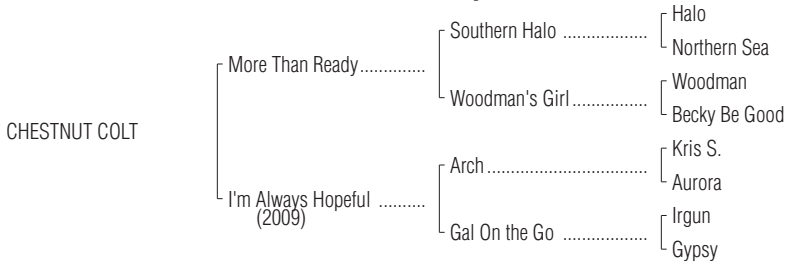 Halo
Southern Halo ..................
Northern Sea
More Than Ready..............
Woodman
Woodman's Girl................
Becky Be Good
CHESTNUT COLT
Kris S.
Arch .............................
Aurora
I'm Always Hopeful ..........
(2009)
Irgun
Gal On the Go ..................
Gypsy